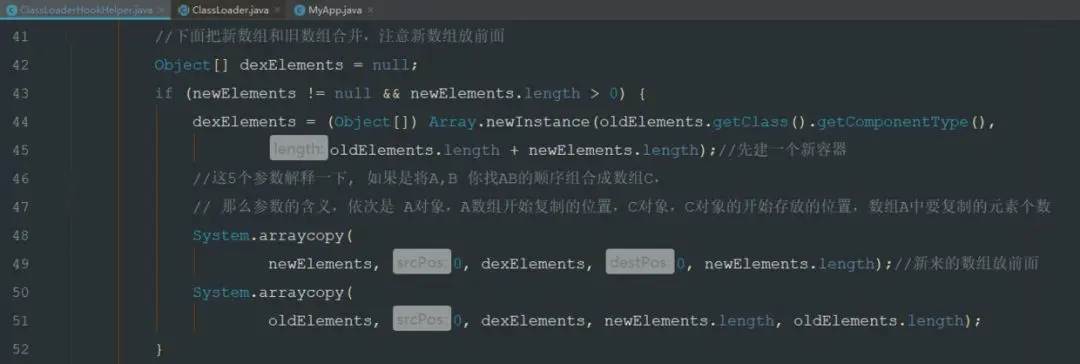 ClassLoaderHookHelper.java × ClassLoader.java × MyApp.java ×
41 //下面把新数组和旧数组合并，注意新数组放前面
42 Object[] dexElements = null;
43 if (newElements != null && newElements.length > 0) {
44 dexElements = (Object[]) Array.newInstance(oldElements.getClass().getComponentType(),
45 length: oldElements.length + newElements.length);//先建一个新容器
46 //这5个参数解释一下, 如果是将A,B 你找AB的顺序组合成数组C，
47 // 那么参数的含义，依次是 A对象，A数组开始复制的位置，C对象，C对象的开始存放的位置，数组A中要复制的元素个数
48 System.arraycopy(
49 newElements, srcPos: 0, dexElements, destPos: 0, newElements.length);//新来的数组放前面
50 System.arraycopy(
51 oldElements, srcPos: 0, dexElements, newElements.length, oldElements.length);
52 }